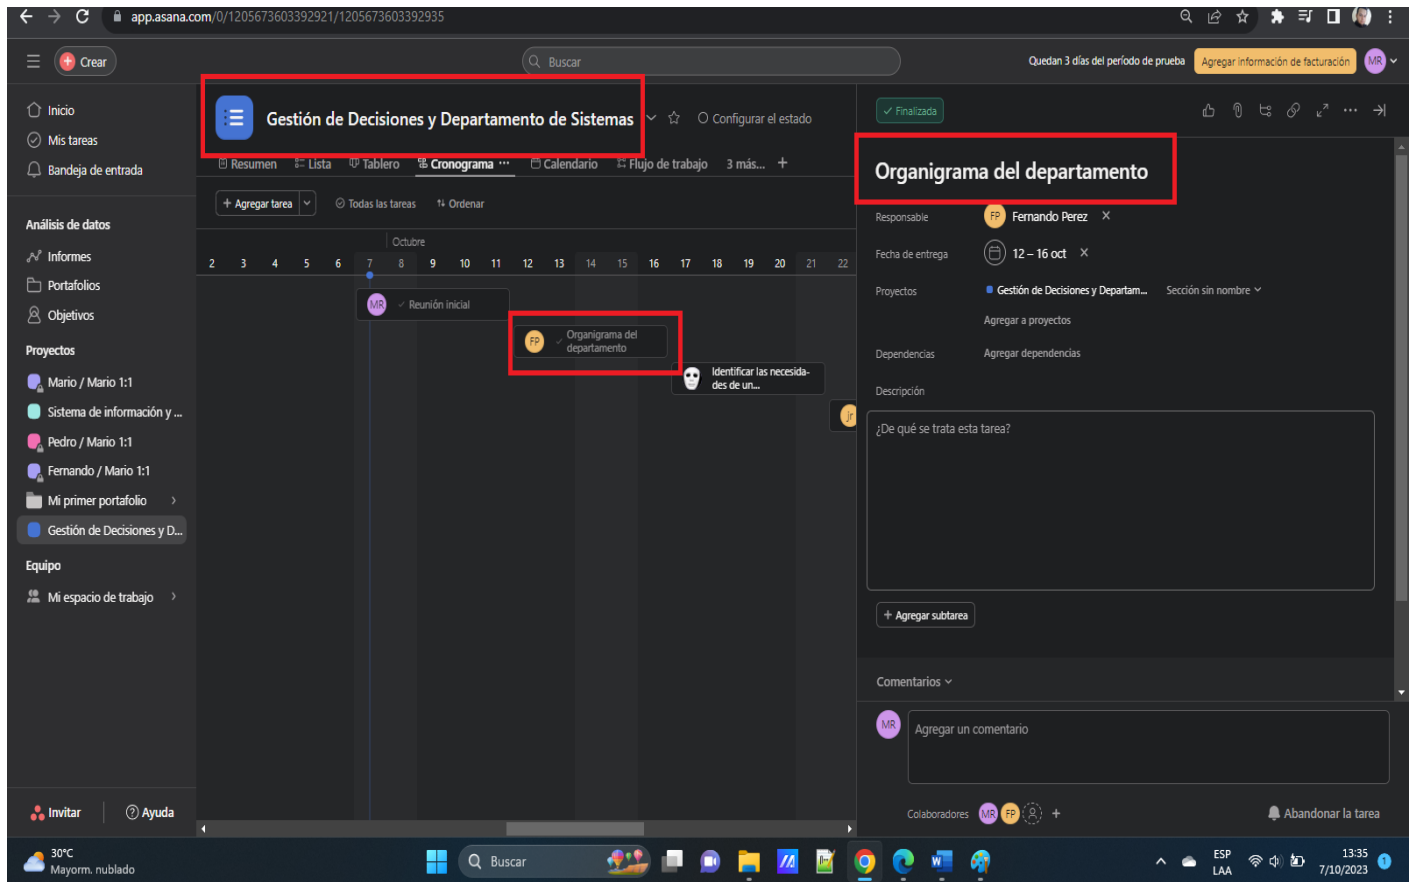 app.asana.com/0/1205673603392921/1205673603392935
Crear
Buscar
Quedan 3 días del período de prueba
Agregar información de facturación
MR
Inicio
Mis tareas
Bandeja de entrada
Análisis de datos
Informes
Portafolios
Objetivos
Proyectos
Mario / Mario 1:1
Sistema de información y ...
Pedro / Mario 1:1
Fernando / Mario 1:1
Mi primer portafolio
Gestión de Decisiones y D...
Equipo
Mi espacio de trabajo
Invitar
Ayuda
Gestión de Decisiones y Departamento de Sistemas
Configurar el estado
Resumen Lista Tablero Cronograma ... Calendario Flujo de trabajo 3 más... +
+ Agregar tarea
Todas las tareas
Ordenar
Octubre
2 3 4 5 6 7 8 9 10 11 12 13 14 15 16 17 18 19 20 21 22
MR Reunión inicial
FP Organigrama del
departamento
Identificar las necesida-
des de un...
jr
Finalizada
Organigrama del departamento
Responsable FP Fernando Perez
Fecha de entrega 12 – 16 oct
Proyectos Gestión de Decisiones y Departam... Sección sin nombre
Agregar a proyectos
Dependencias Agregar dependencias
Descripción
¿De qué se trata esta tarea?
+ Agregar subtarea
Comentarios
MR Agregar un comentario
Colaboradores MR FP +
Abandonar la tarea
30°C
Mayorm. nublado
Buscar
ESP
LAA
13:35
7/10/2023
1